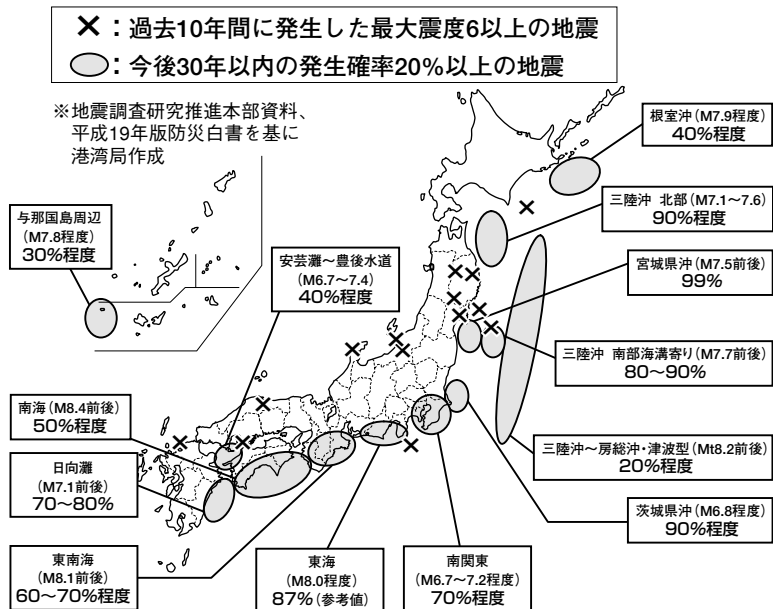 ×：過去10年間に発生した最大震度6以上の地震
：今後30年以内の発生確率20%以上の地震
※地震調査研究推進本部資料、
平成19年版防災白書を基に
港湾局作成
根室沖（M7.9程度）
40%程度
三陸沖 北部（M7.1～7.6）
90%程度
与那国島周辺
（M7.8程度）
30%程度
安芸灘～豊後水道
（M6.7～7.4）
40%程度
宮城県沖（M7.5前後）
99%
三陸沖 南部海溝寄り（M7.7前後）
80～90%
南海（M8.4前後）
50%程度
三陸沖～房総沖・津波型（Mt8.2前後）
20%程度
日向灘
（M7.1前後）
70～80%
茨城県沖（M6.8程度）
90%程度
東南海
（M8.1前後）
60～70%程度
東海
（M8.0程度）
87%（参考値）
南関東
（M6.7～7.2程度）
70%程度